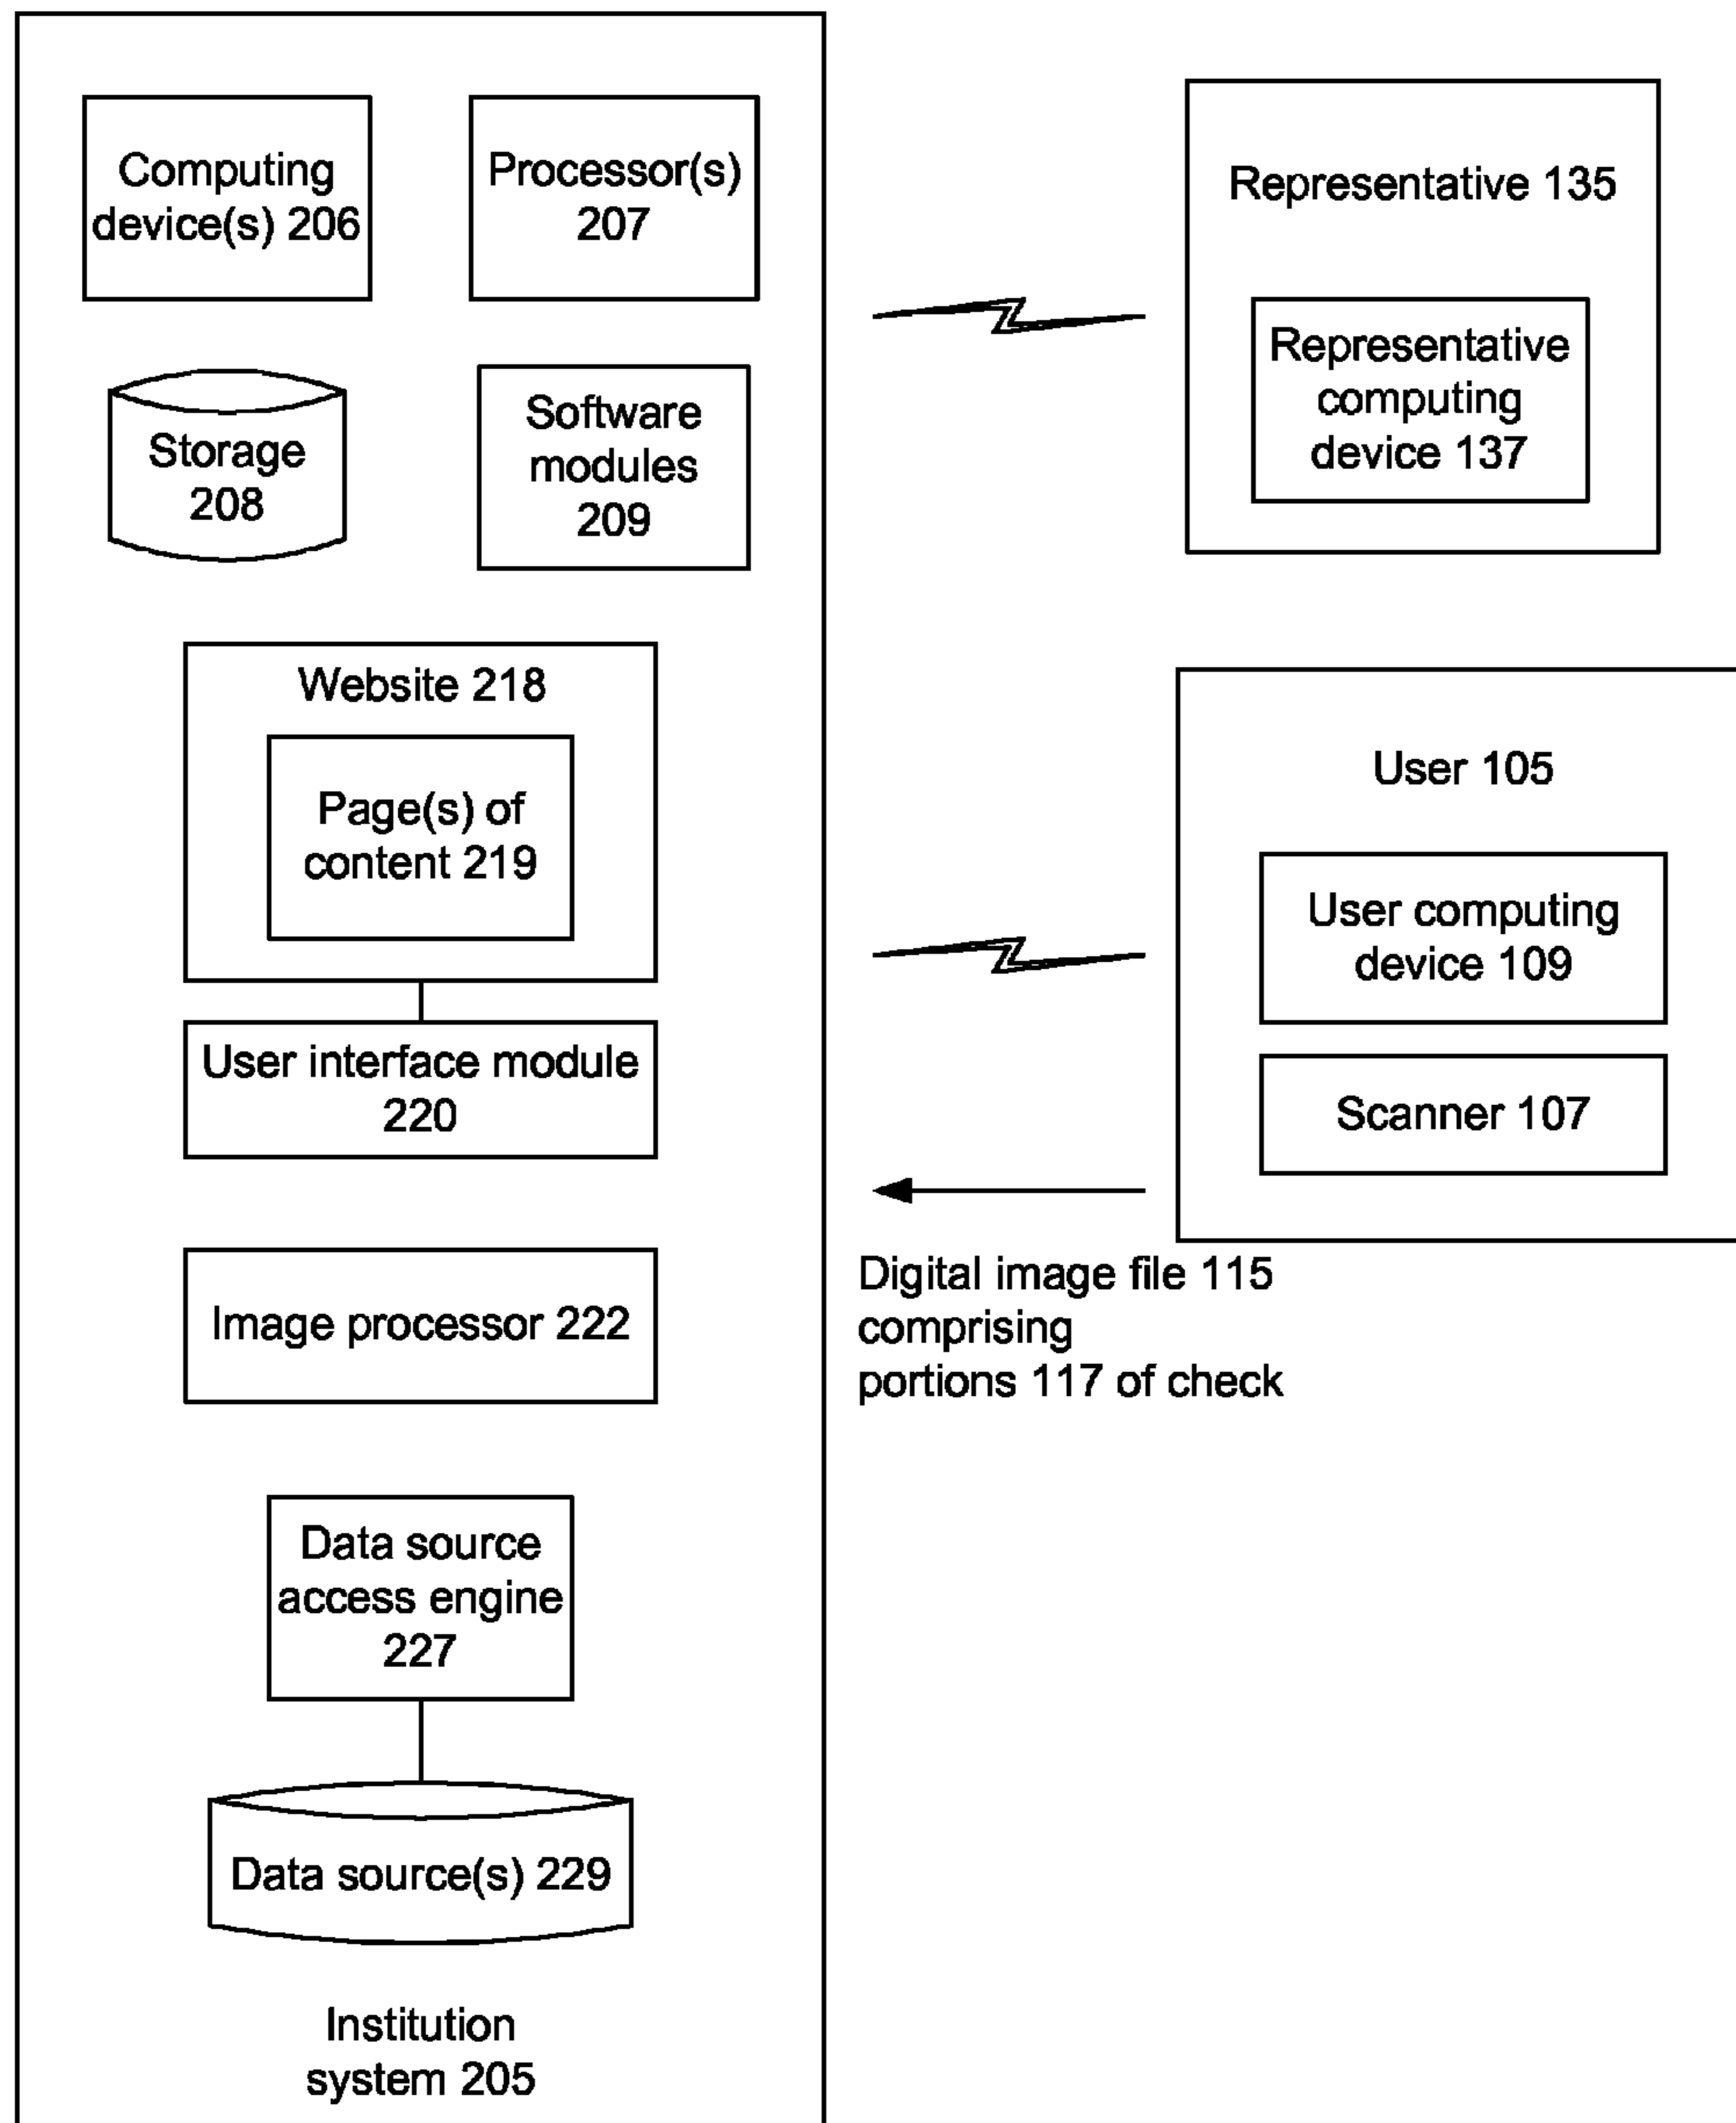 Computing
device(s) 206
Processor(s)
207
Storage
208
Software
modules
209
Website 218
Page(s) of
content 219
User interface module
220
Image processor 222
Data source
access engine
227
Data source(s) 229
Institution
system 205
Representative 135
Representative
computing
device 137
User 105
User computing
device 109
Scanner 107
Digital image file 115
comprising
portions 117 of check